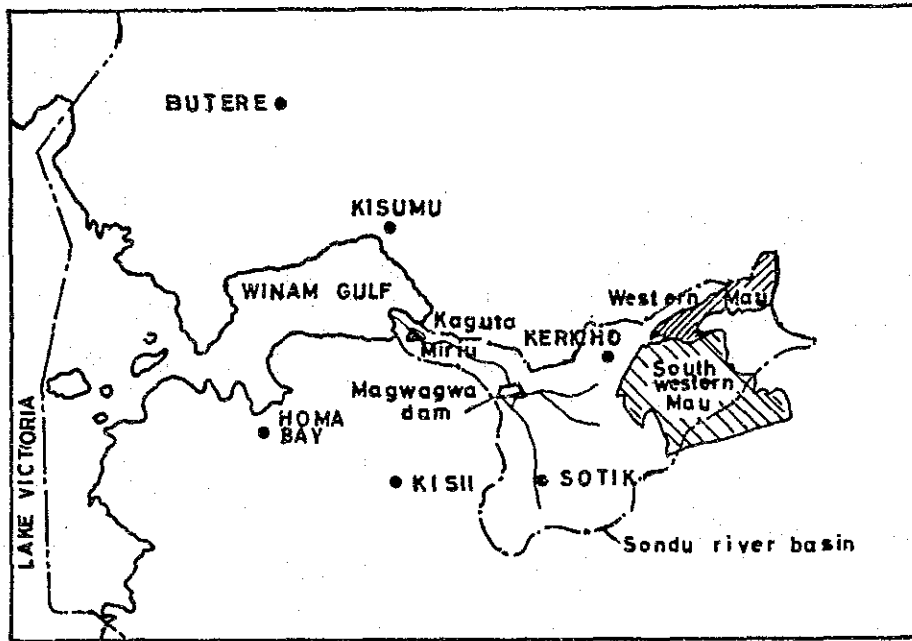 BUTERE
KISUMU
WINAM GULF
Western Mau
Kaguta
Miriu
KERICHO
South
western
Mau
Magwagwa
dam
HOMA
BAY
KISII
SOTIK
Sondu river basin
LAKE VICTORIA